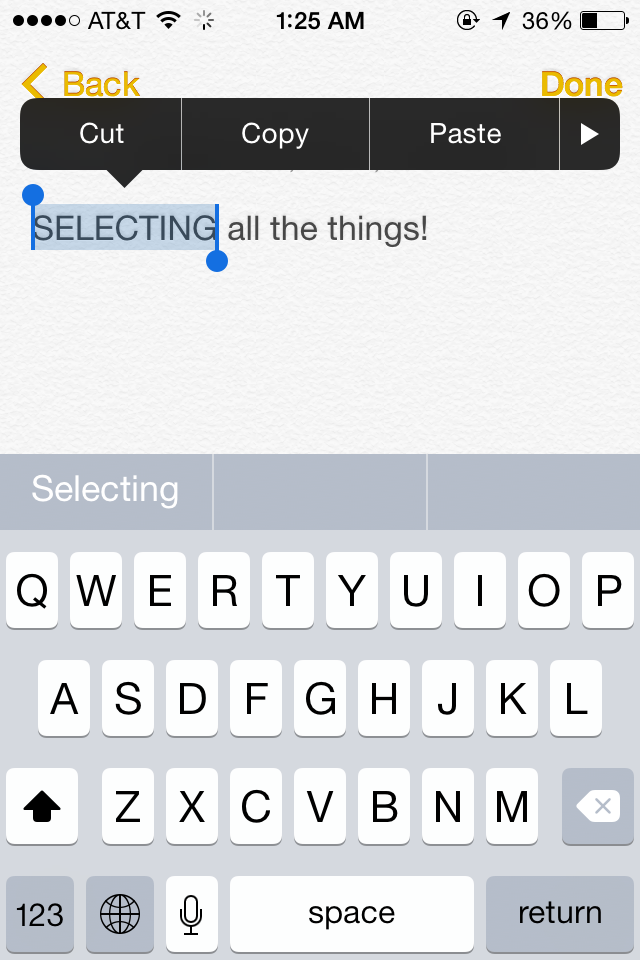 AT&T 1:25 AM 36%
Back Done
Cut Copy Paste
SELECTING all the things!
Selecting
Q W E R T Y U I O P
A S D F G H J K L
Z X C V B N M
123 space return